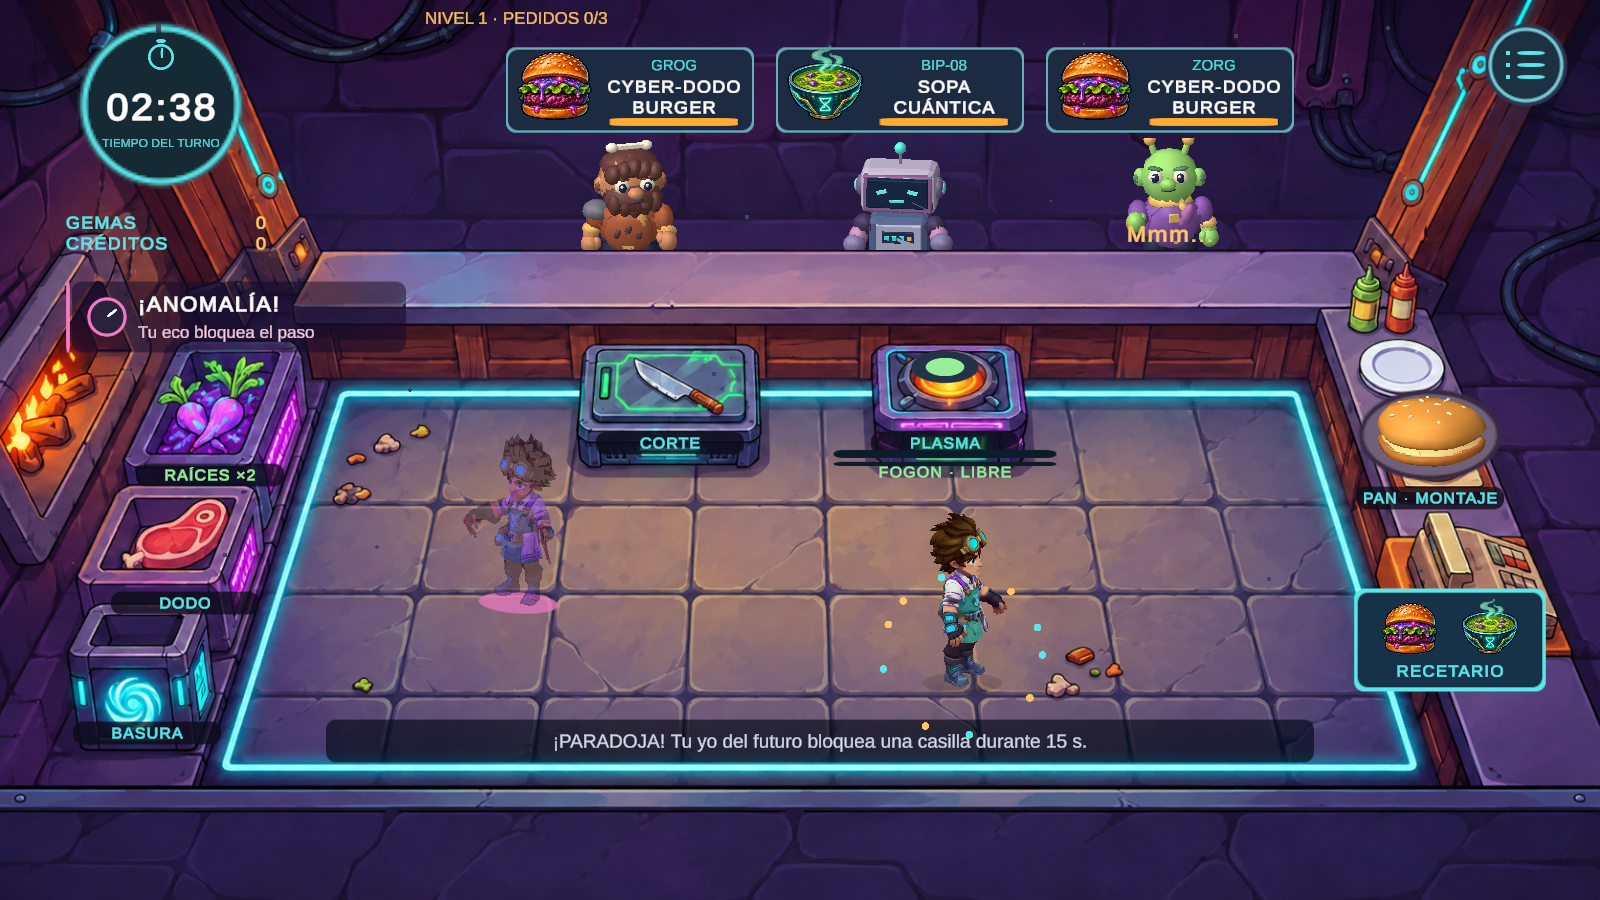 NIVEL 1 · PEDIDOS 0/3
02:38
TIEMPO DEL TURNO
GROG
CYBER-DODO
BURGER
BIP-08
SOPA
CUÁNTICA
ZORG
CYBER-DODO
BURGER
GEMAS 0
CRÉDITOS 0
Mmm...
¡ANOMALÍA!
Tu eco bloquea el paso
CORTE
PLASMA
FOGON · LIBRE
RAÍCES ×2
PAN · MONTAJE
DODO
RECETARIO
BASURA
¡PARADOJA! Tu yo del futuro bloquea una casilla durante 15 s.